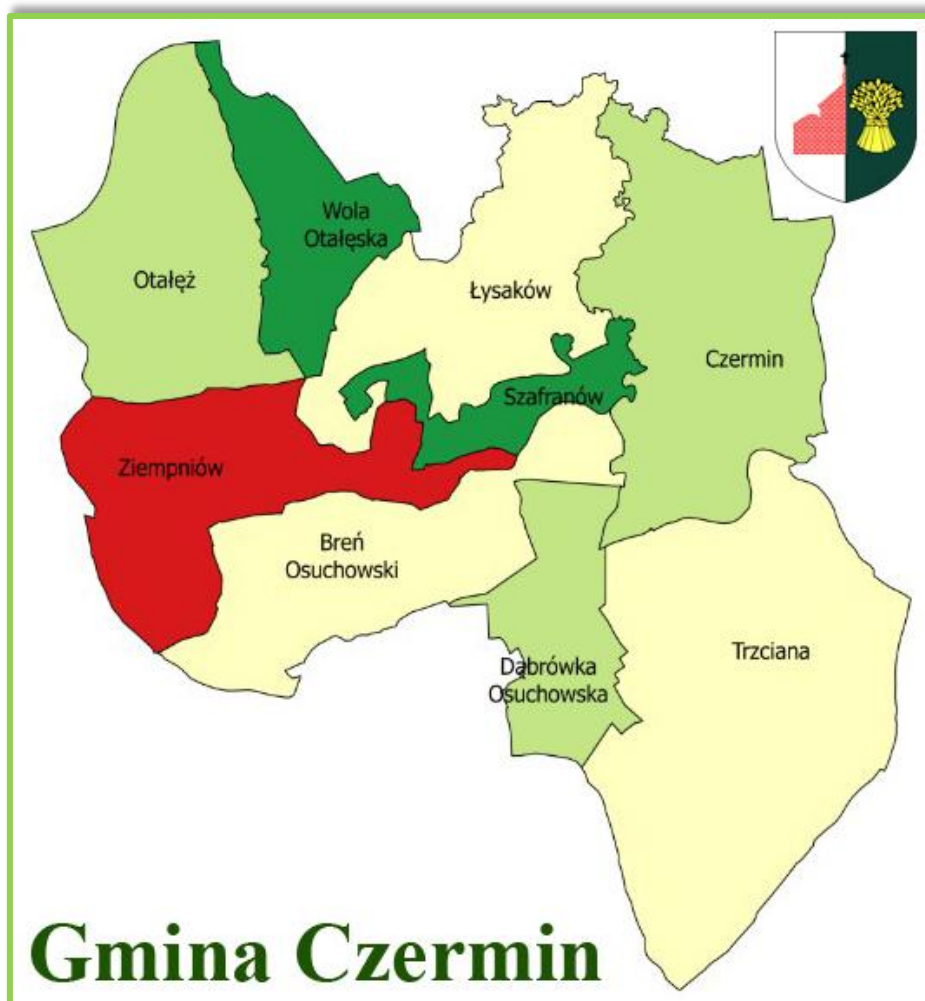 Wola
Otałęska
Otałęż
Łysaków
Czermin
Szafranów
Ziempniów
Breń
Osuchowski
Trzciana
Dąbrówka
Osuchowska
Gmina Czermin